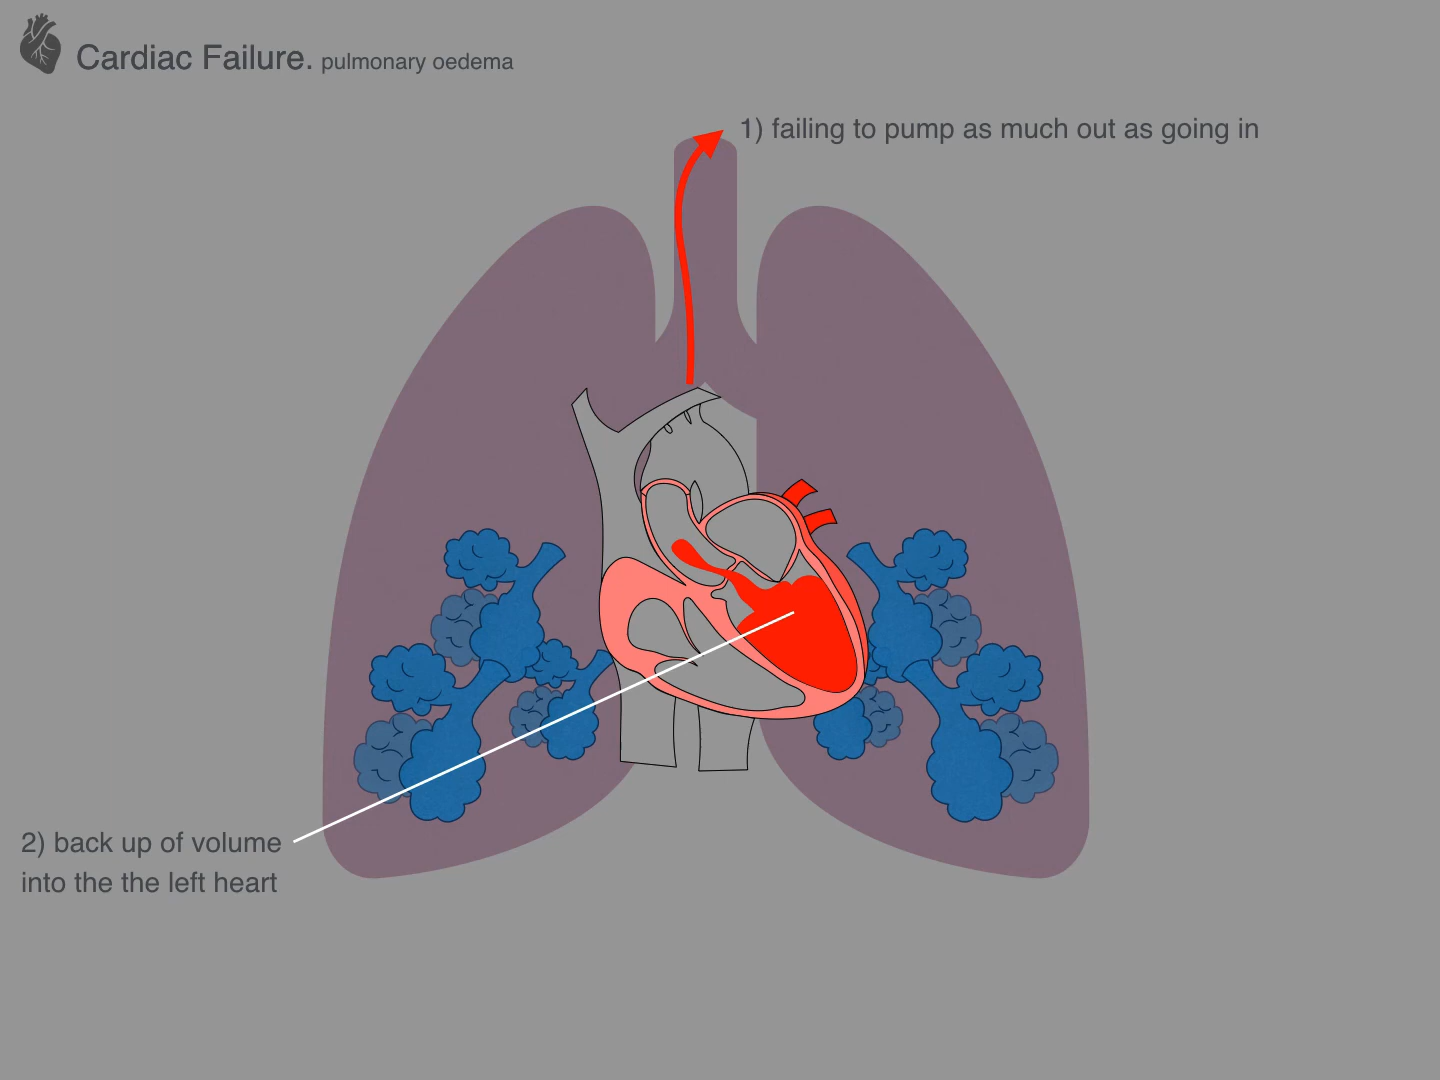 Cardiac Failure. pulmonary oedema
1) failing to pump as much out as going in
2) back up of volume
into the the left heart